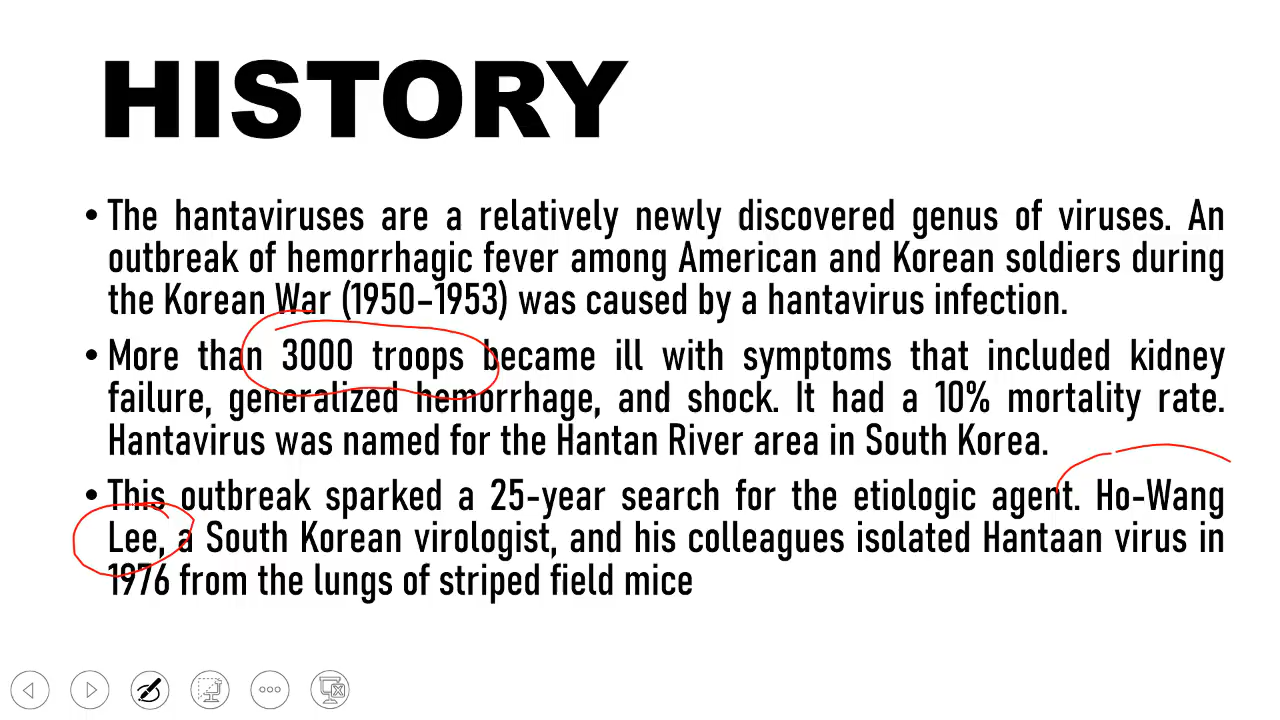 HISTORY
• The hantaviruses are a relatively newly discovered genus of viruses. An
outbreak of hemorrhagic fever among American and Korean soldiers during
the Korean War (1950–1953) was caused by a hantavirus infection.
• More than 3000 troops became ill with symptoms that included kidney
failure, generalized hemorrhage, and shock. It had a 10% mortality rate.
Hantavirus was named for the Hantan River area in South Korea.
• This outbreak sparked a 25-year search for the etiologic agent. Ho-Wang
Lee, a South Korean virologist, and his colleagues isolated Hantaan virus in
1976 from the lungs of striped field mice